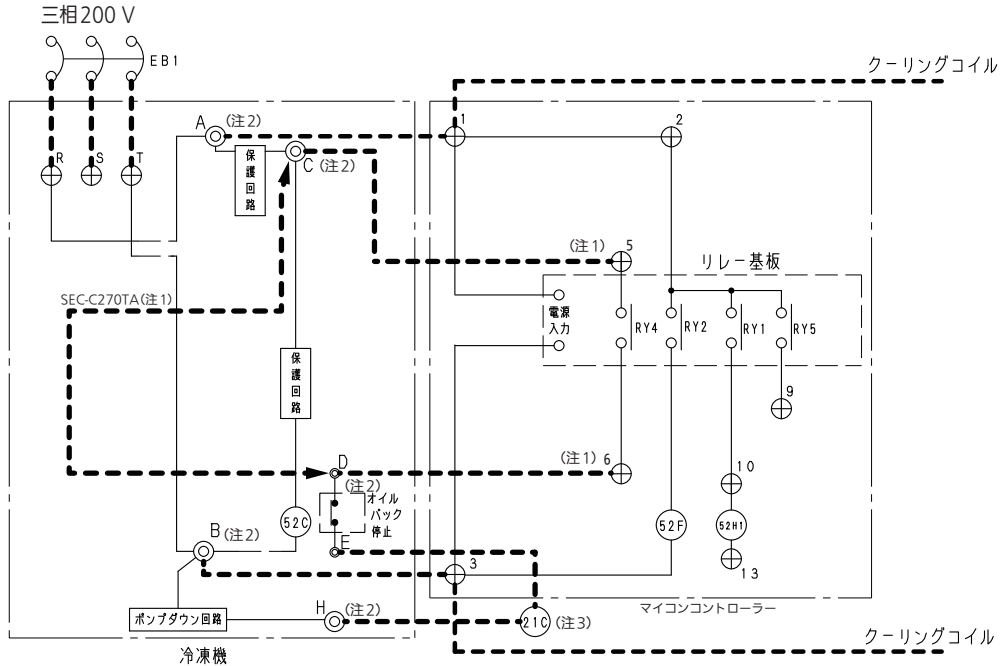 三相200 V
EB1
クーリングコイル
A
(注2)
1
2
R
S
T
保護回路
C (注2)
(注1)
5
リレー基板
SEC-C270TA(注1)
電源入力
RY4
RY2
RY1
RY5
保護回路
9
D
(注1) 6
10
(注2)
オイル
バック
停止
52C
52F
52H1
B (注2)
E
3
13
ポンプダウン回路
H
(注2)
21C
(注3)
マイコンコントローラー
クーリングコイル
冷凍機